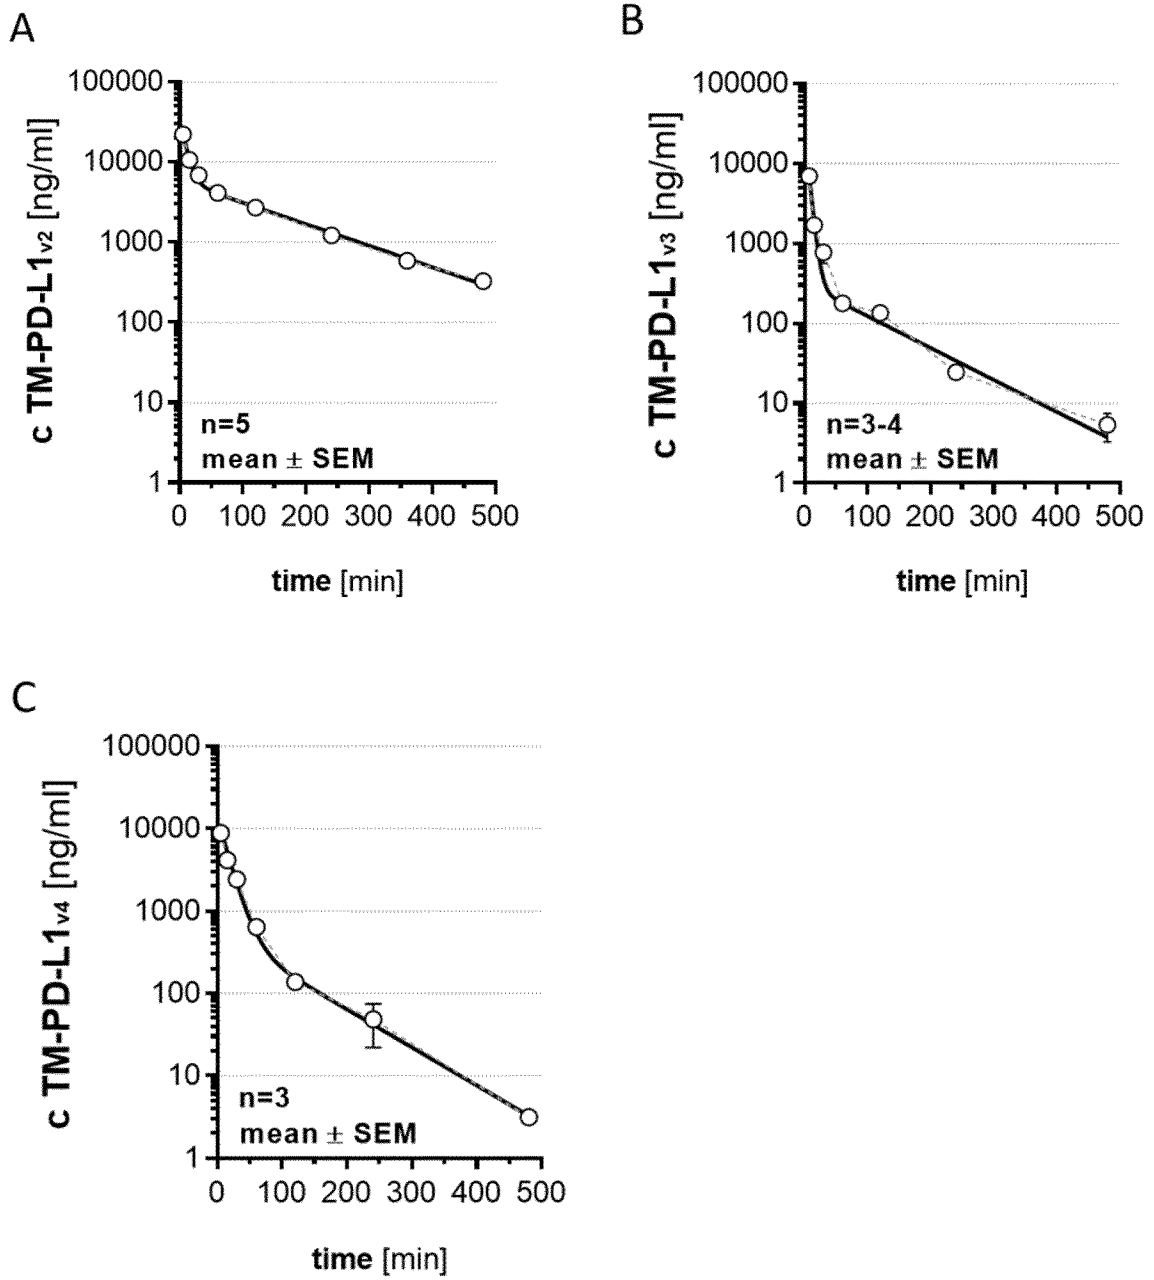 A
c TM-PD-L1v2 [ng/ml]
100000
10000
1000
100
10
1
n=5
mean ± SEM
0 100 200 300 400 500
time [min]
B
c TM-PD-L1v3 [ng/ml]
100000
10000
1000
100
10
1
n=3-4
mean ± SEM
0 100 200 300 400 500
time [min]
C
c TM-PD-L1v4 [ng/ml]
100000
10000
1000
100
10
1
n=3
mean ± SEM
0 100 200 300 400 500
time [min]